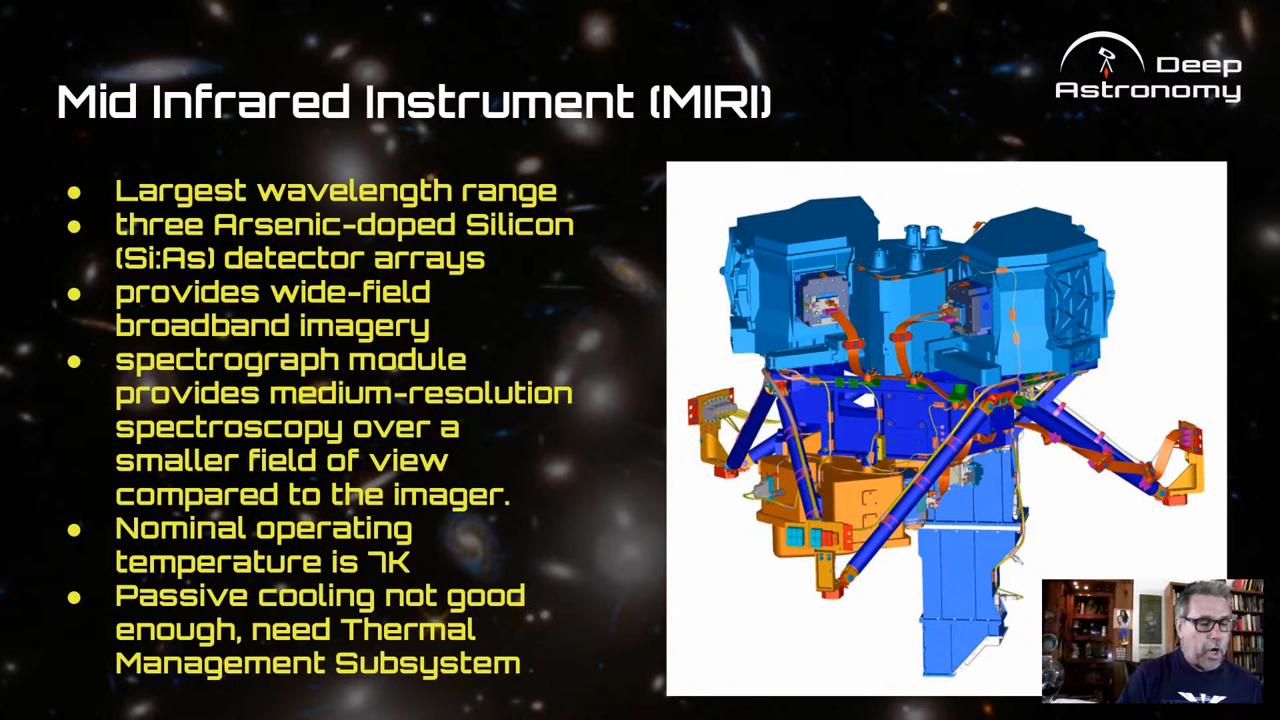 Deep
Astronomy
Mid Infrared Instrument (MIRI)
● Largest wavelength range
● three Arsenic-doped Silicon
(Si:As) detector arrays
● provides wide-field
broadband imagery
● spectrograph module
provides medium-resolution
spectroscopy over a
smaller field of view
compared to the imager.
● Nominal operating
temperature is 7K
● Passive cooling not good
enough, need Thermal
Management Subsystem